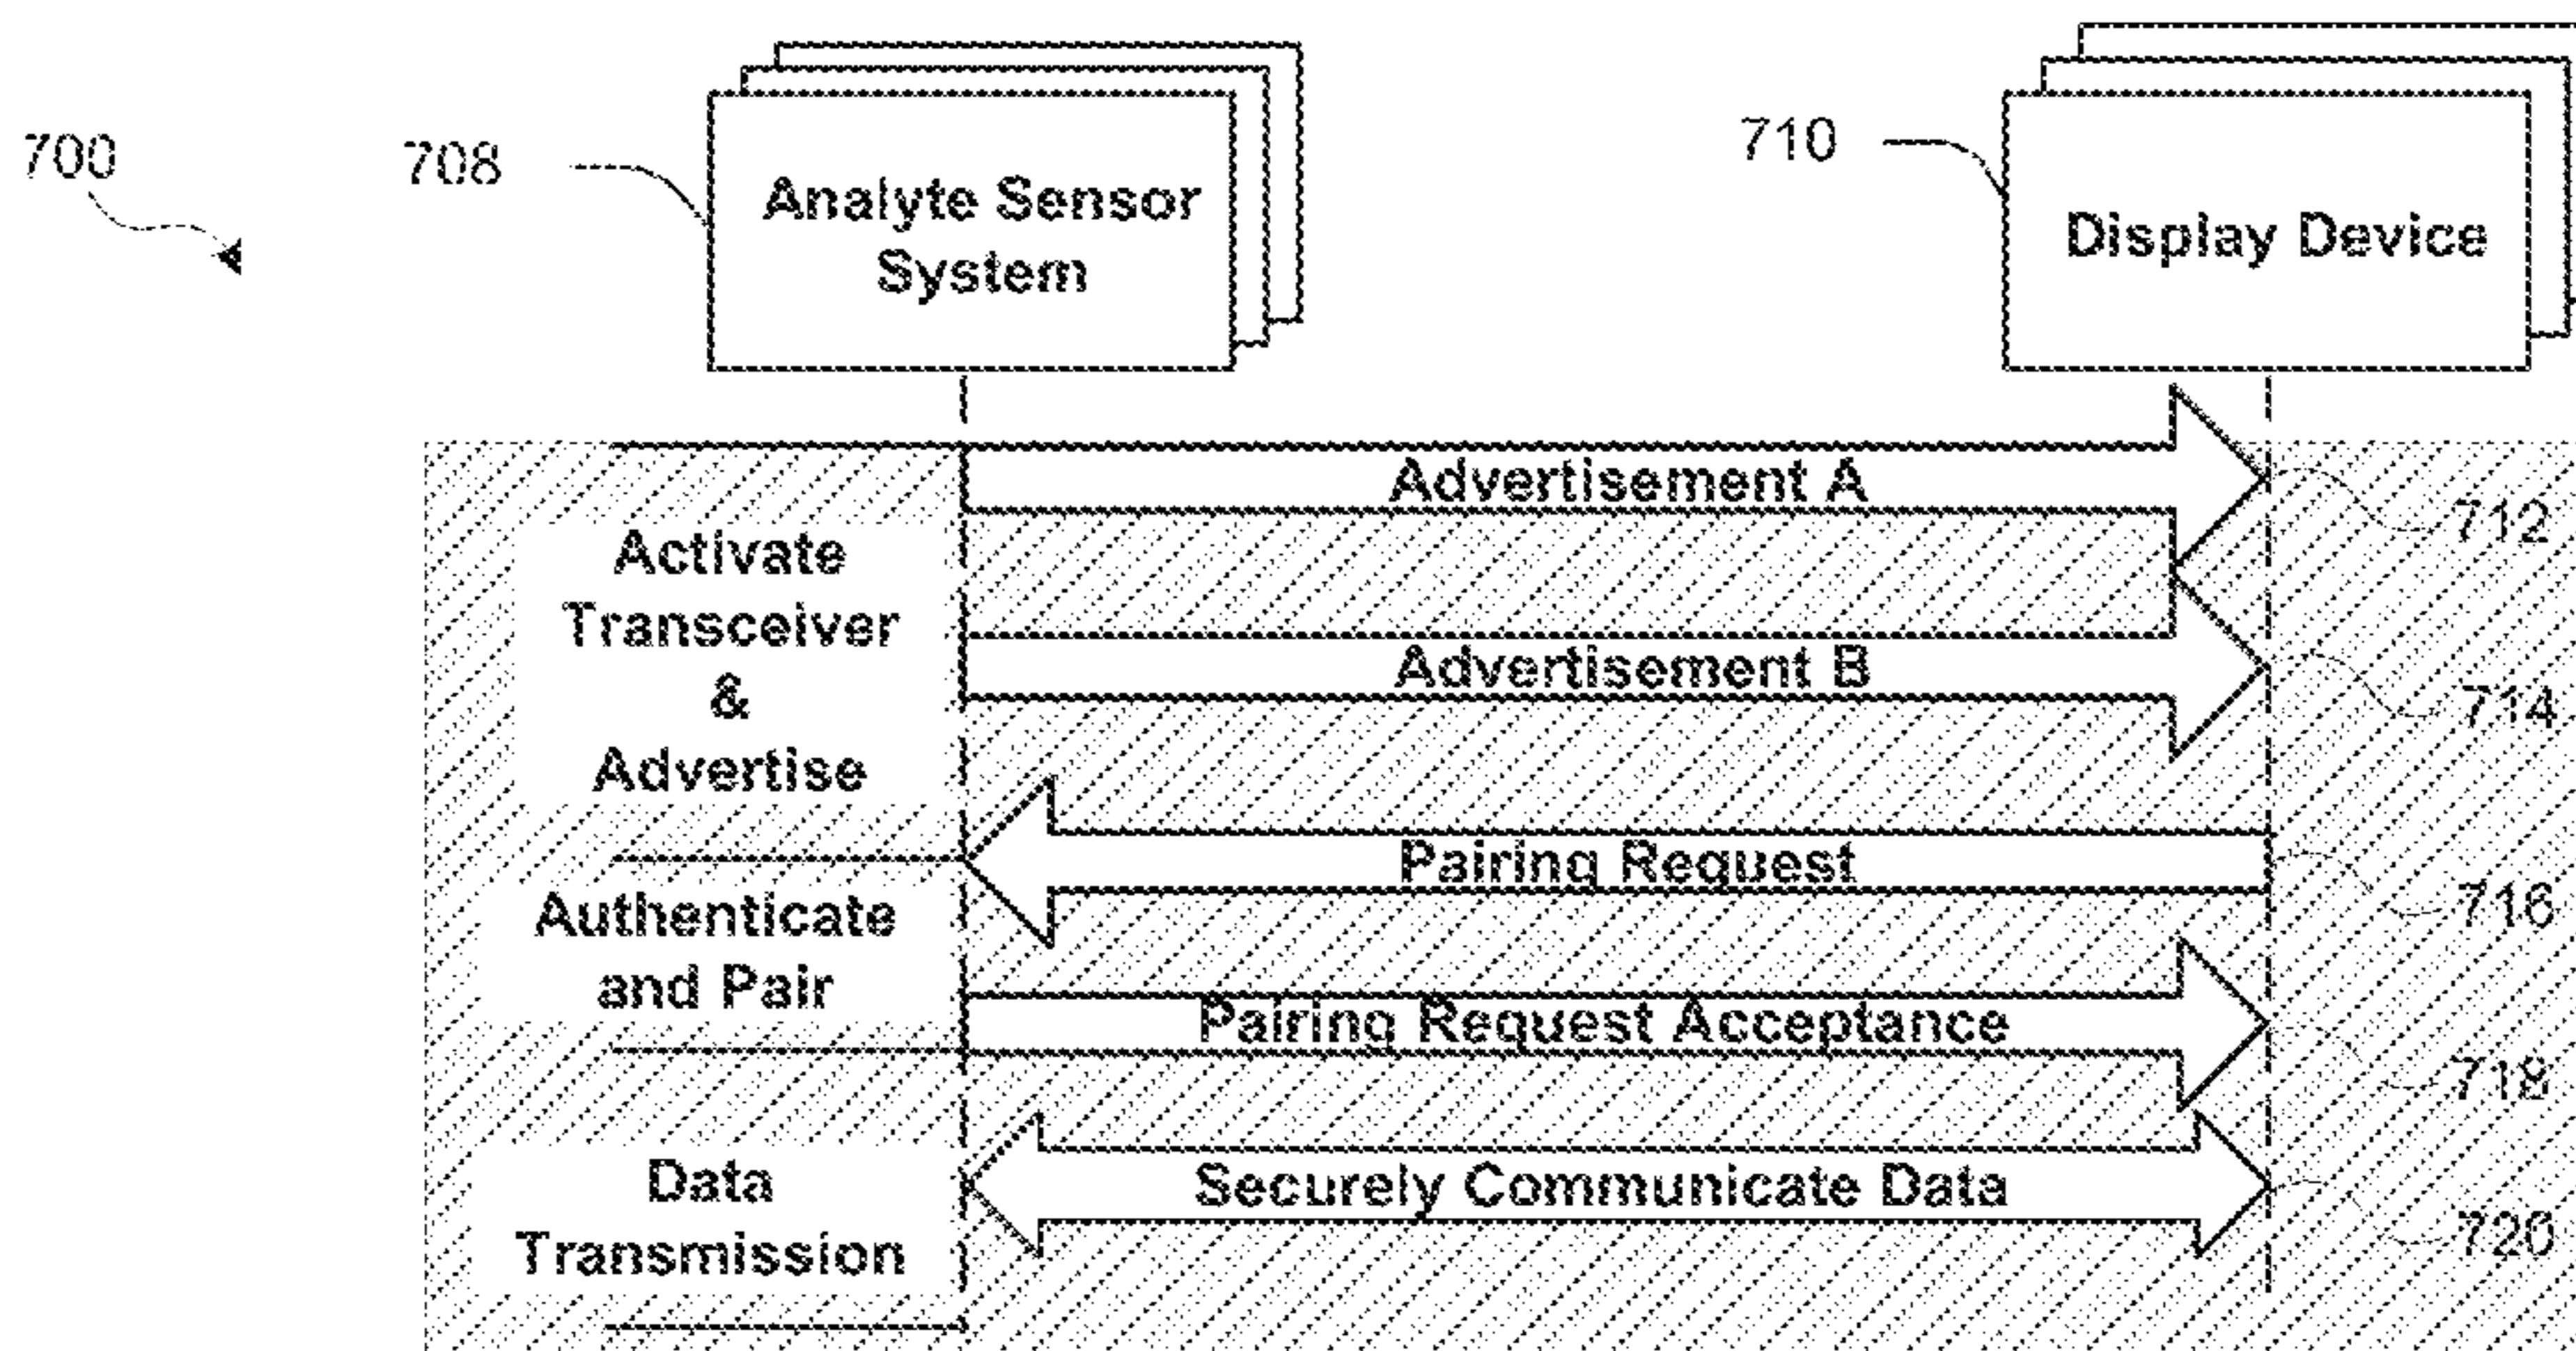 700
708
Analyte Sensor
System
710
Display Device
Advertisement A
712
Activate
Transceiver
&
Advertise
Advertisement B
714
Pairing Request
716
Authenticate
and Pair
Pairing Request Acceptance
718
Data
Transmission
Securely Communicate Data
720